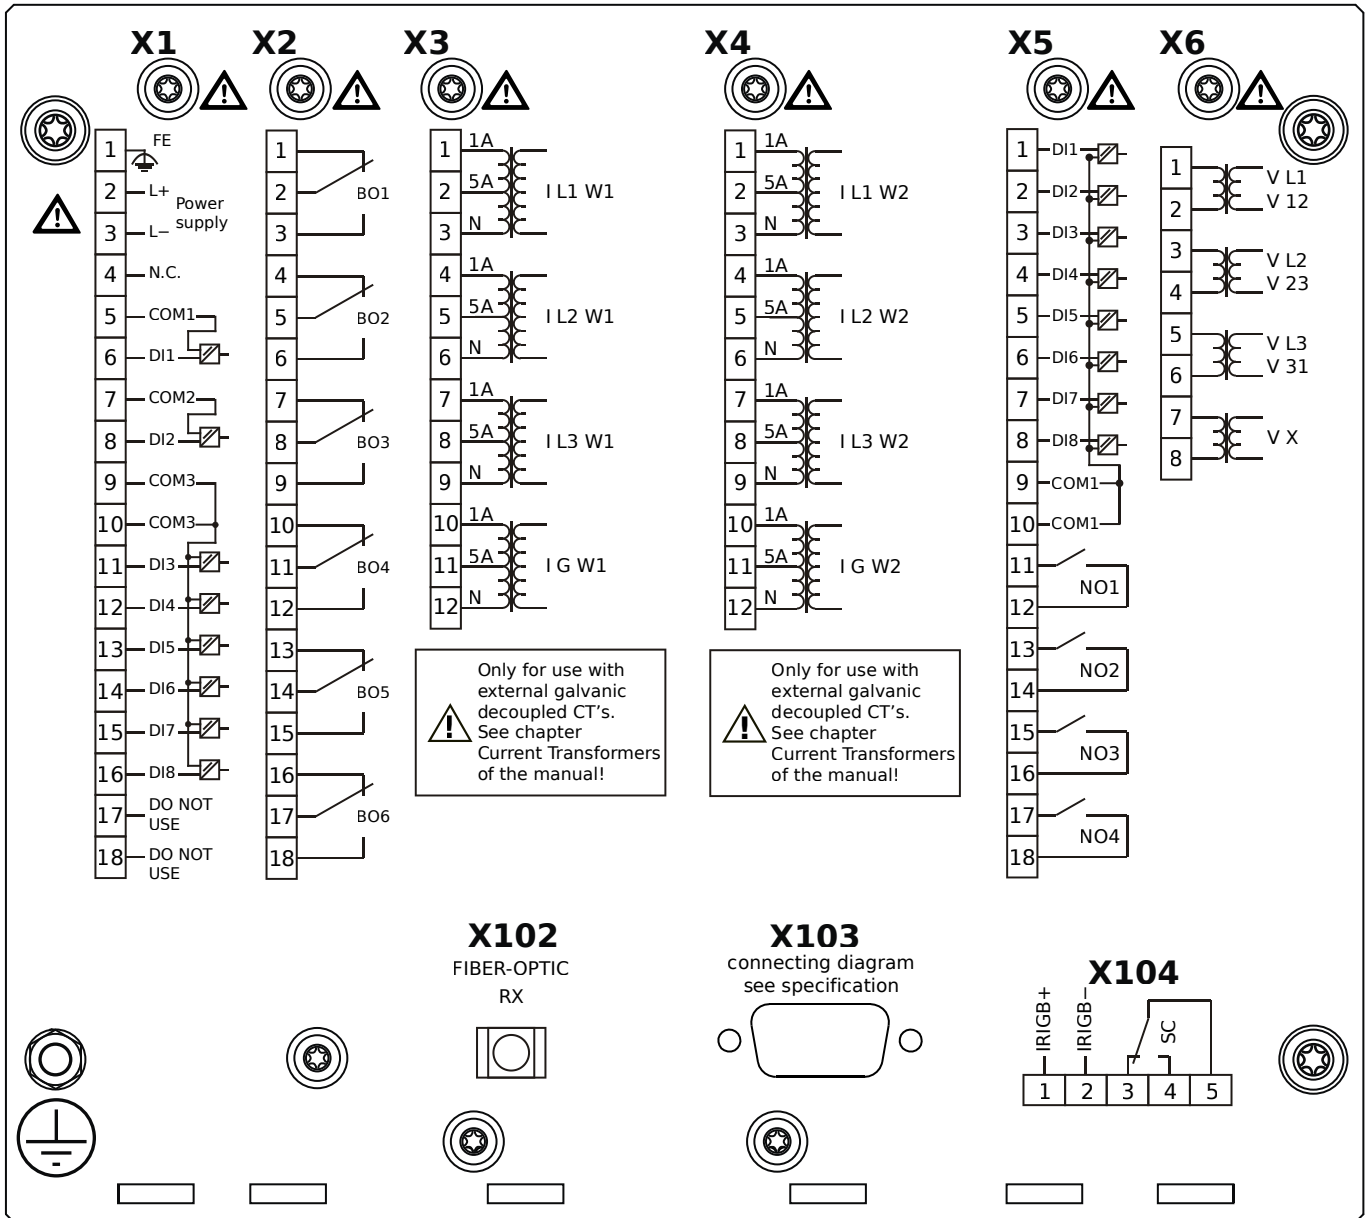 X1
X2
X3
X4
X5
X6
1 FE
2 L+ Power
supply
3 L−
4 N.C.
5 COM1
6 DI1
7 COM2
8 DI2
9 COM3
10 COM3
11 DI3
12 DI4
13 DI5
14 DI6
15 DI7
16 DI8
17 DO NOT
USE
18 DO NOT
USE
1
2 BO1
3
4
5 BO2
6
7
8 BO3
9
10
11 BO4
12
13
14 BO5
15
16
17 BO6
18
1 1A
2 5A I L1 W1
3 N
4 1A
5 5A I L2 W1
6 N
7 1A
8 5A I L3 W1
9 N
10 1A
11 5A I G W1
12 N
Only for use with
external galvanic
decoupled CT's.
See chapter
Current Transformers
of the manual!
1 1A
2 5A I L1 W2
3 N
4 1A
5 5A I L2 W2
6 N
7 1A
8 5A I L3 W2
9 N
10 1A
11 5A I G W2
12 N
Only for use with
external galvanic
decoupled CT's.
See chapter
Current Transformers
of the manual!
1 DI1
2 DI2
3 DI3
4 DI4
5 DI5
6 DI6
7 DI7
8 DI8
9 COM1
10 COM1
11
NO1
12
13
NO2
14
15
NO3
16
17
NO4
18
1 V L1
2 V 12
3 V L2
4 V 23
5 V L3
6 V 31
7
V X
8
X102
FIBER-OPTIC
RX
X103
connecting diagram
see specification
X104
IRIGB+
IRIGB−
SC
1 2 3 4 5